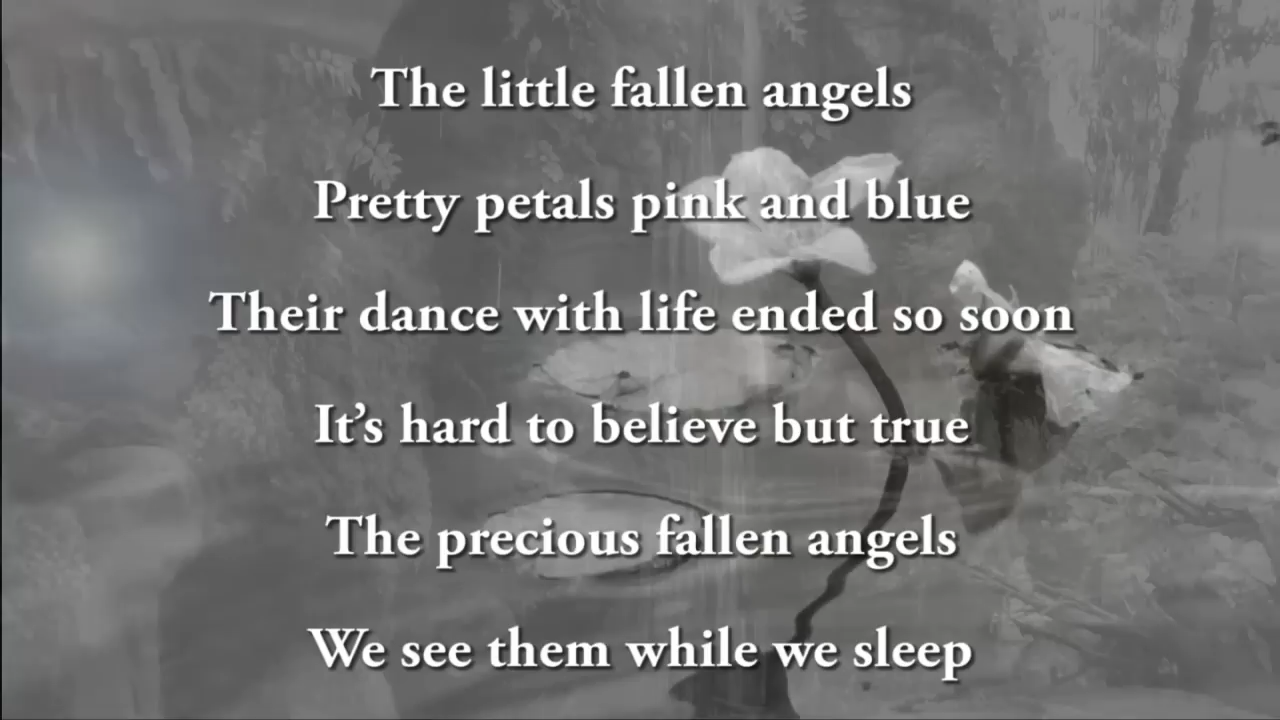 The little fallen angels
Pretty petals pink and blue
Their dance with life ended so soon
It’s hard to believe but true
The precious fallen angels
We see them while we sleep